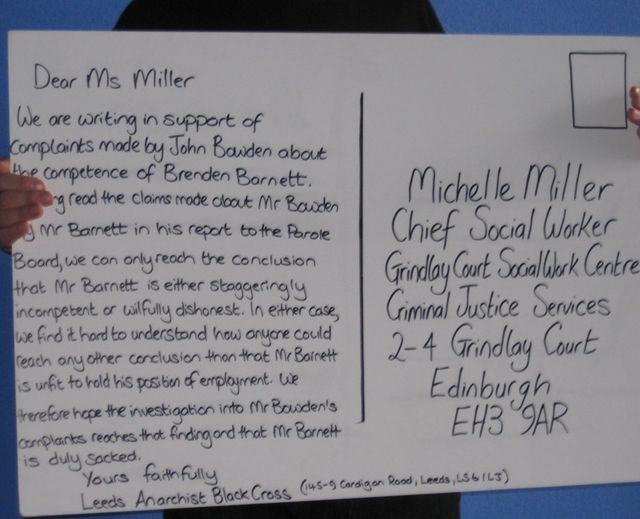 Dear Ms Miller
We are writing in support of
complaints made by John Bowden about
the competence of Brenden Barnett.
g read the claims made about Mr Bowden
y Mr Barnett in his report to the Parole
Board, we can only reach the conclusion
that Mr Barnett is either staggeringly
incompetent or wilfully dishonest. In either case,
we find it hard to understand how anyone could
reach any other conclusion than that Mr Barnett
is unfit to hold his position of employment. We
therefore hope the investigation into Mr Bowden's
complaints reaches that finding and that Mr Barnett
is duly sacked.
Yours faithfully
Leeds Anarchist Black Cross (145-9 Cardigan Road, Leeds, LS6 1LJ)
Michelle Miller
Chief Social Worker
Grindlay Court Social Work Centre
Criminal Justice Services
2-4 Grindlay Court
Edinburgh
EH3 9AR